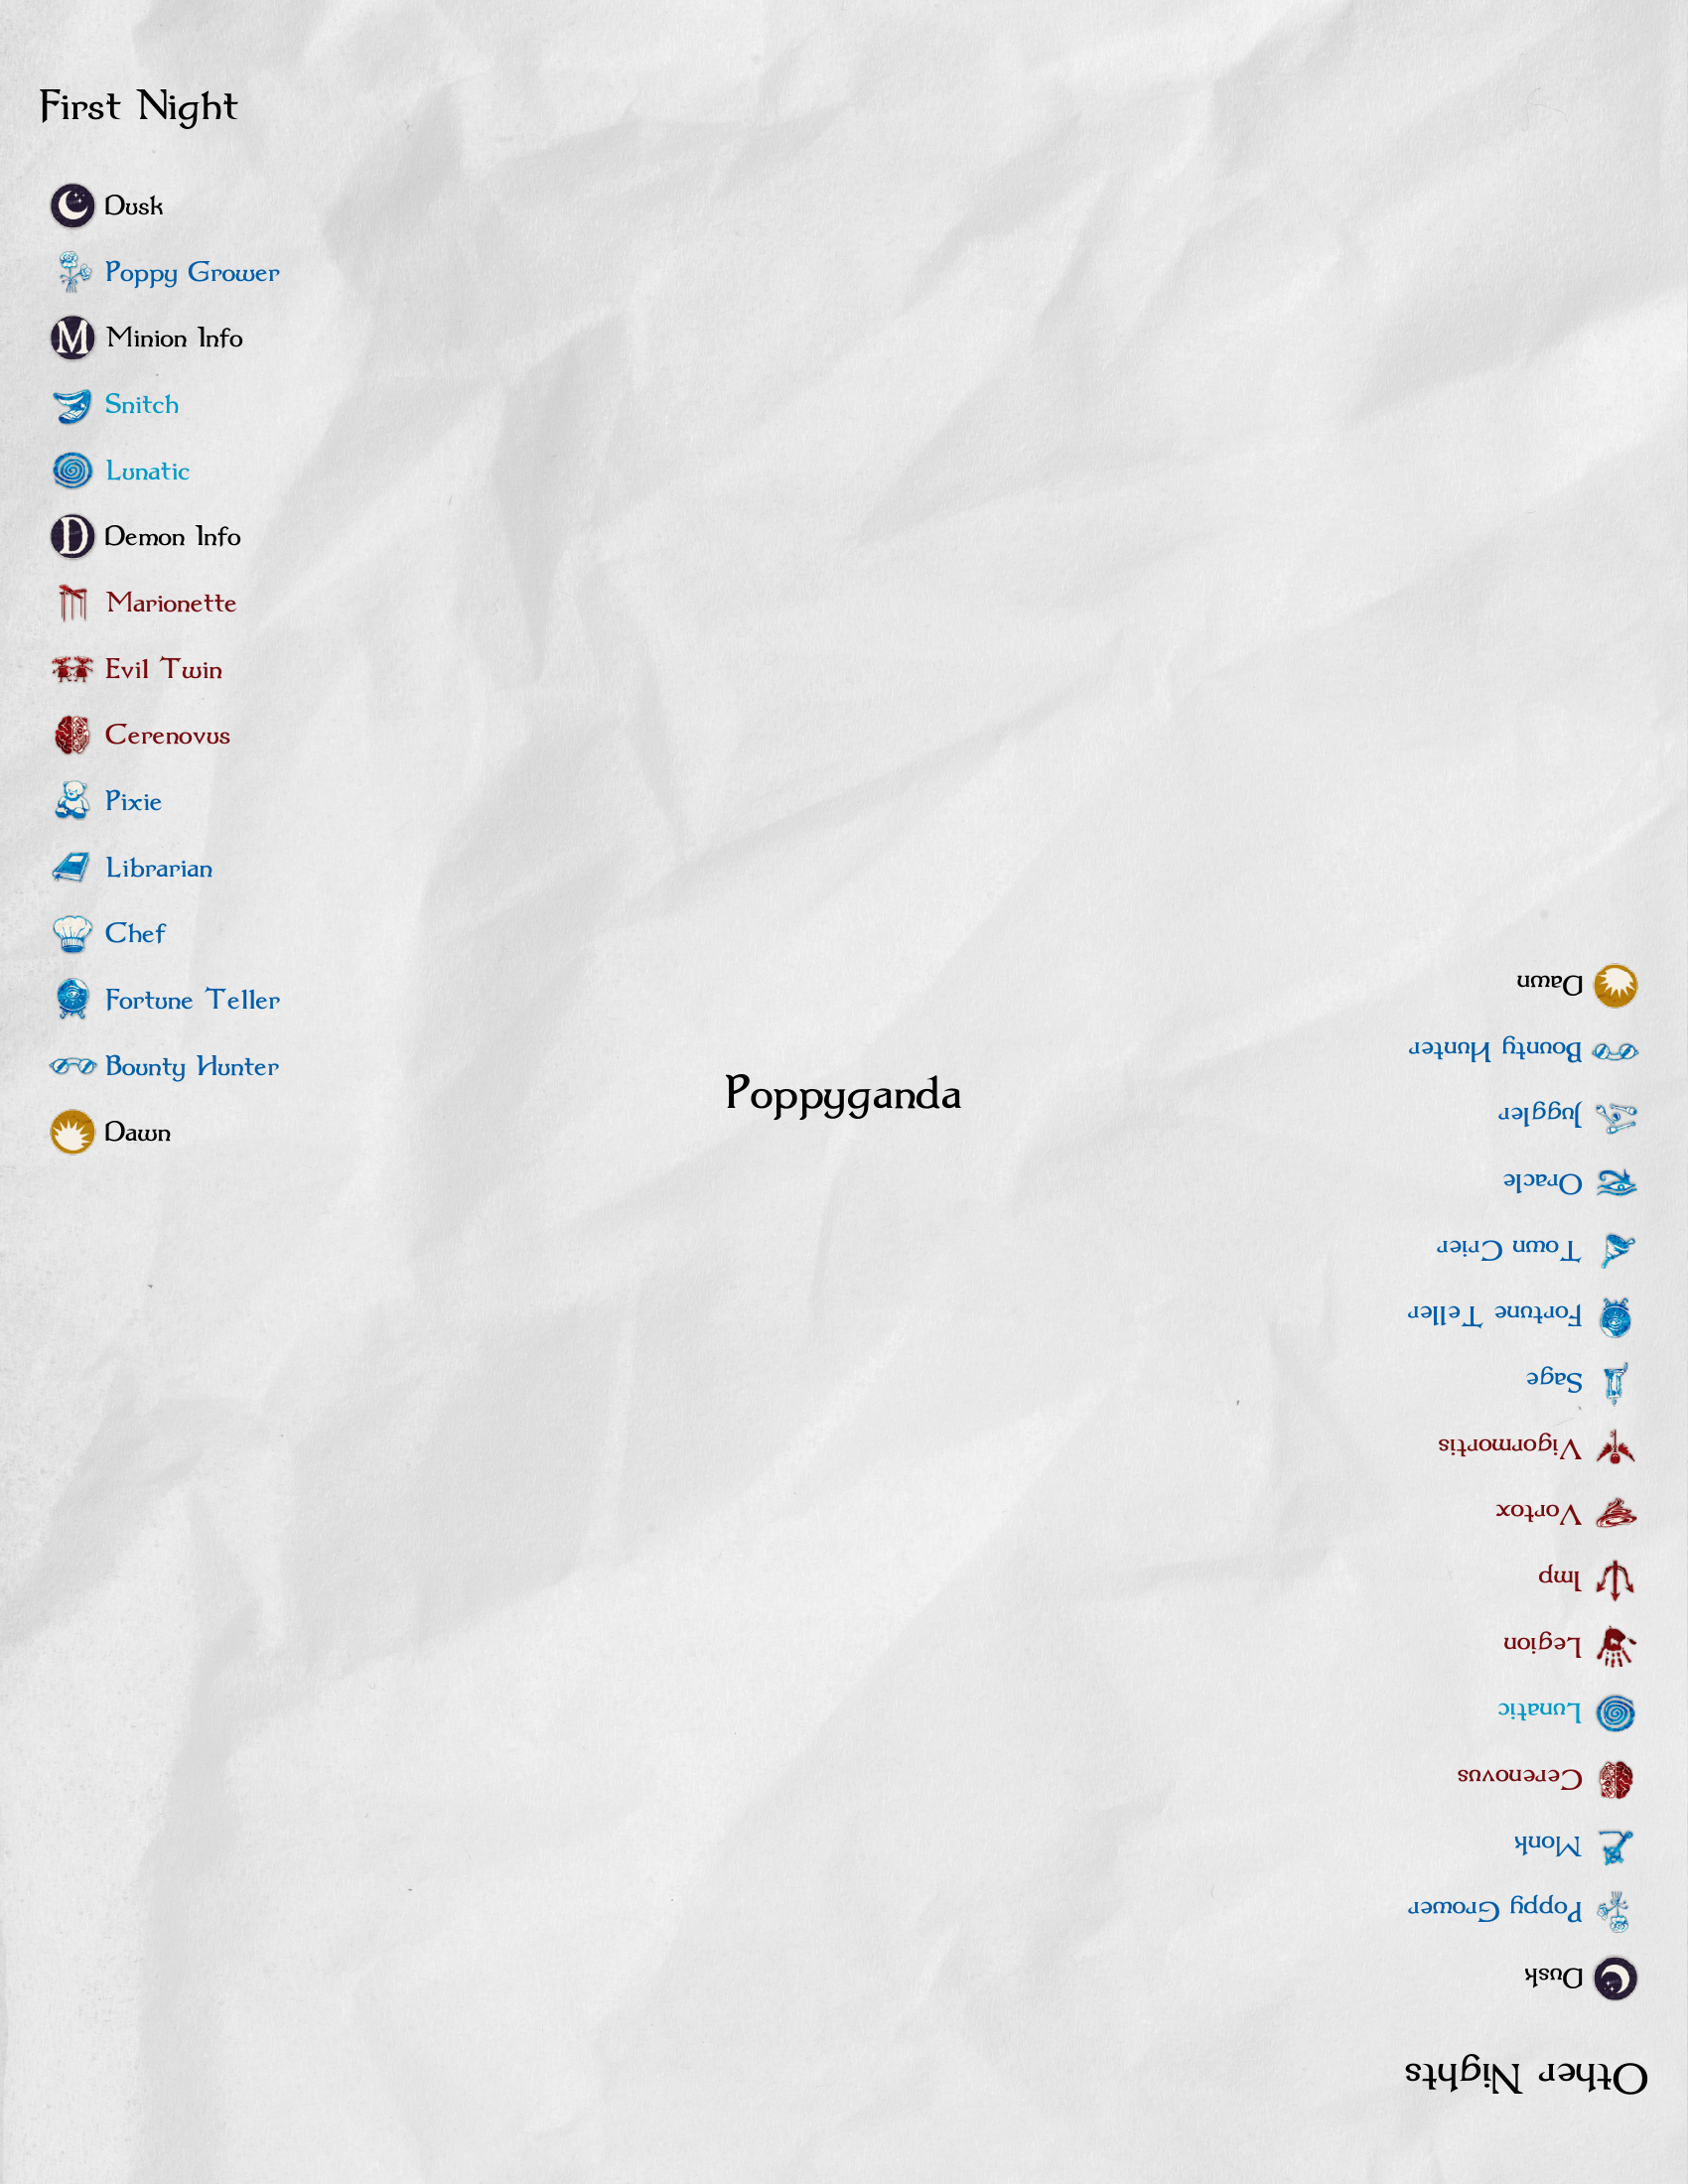 First Night
Dusk
Poppy Grower
M Minion Info
Snitch
Lunatic
D Demon Info
Marionette
Evil Twin
Cerenovus
Pixie
Librarian
Chef
Fortune Teller
Bounty Hunter
Dawn
Poppyganda
Other Nights
Dusk
Poppy Grower
Monk
Cerenovus
Lunatic
Legion
Imp
Vortox
Vigormortis
Sage
Fortune Teller
Town Crier
Oracle
Juggler
Bounty Hunter
Dawn